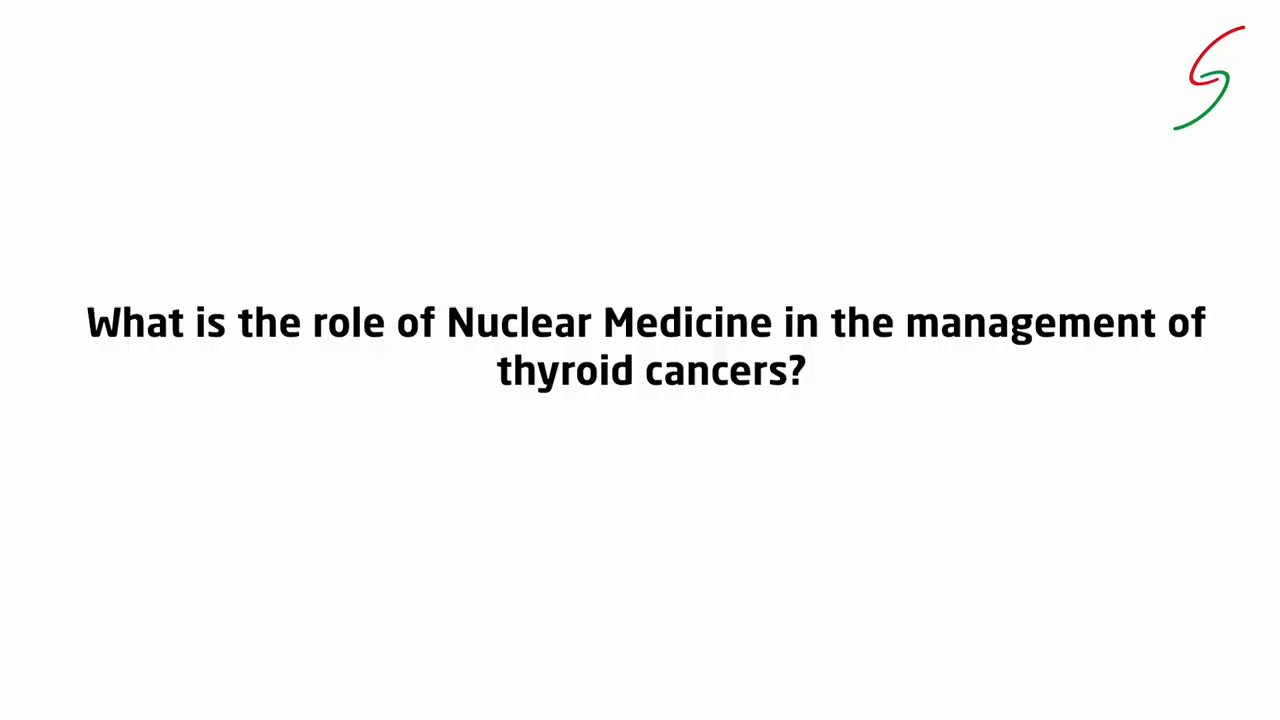 What is the role of Nuclear Medicine in the management of
thyroid cancers?